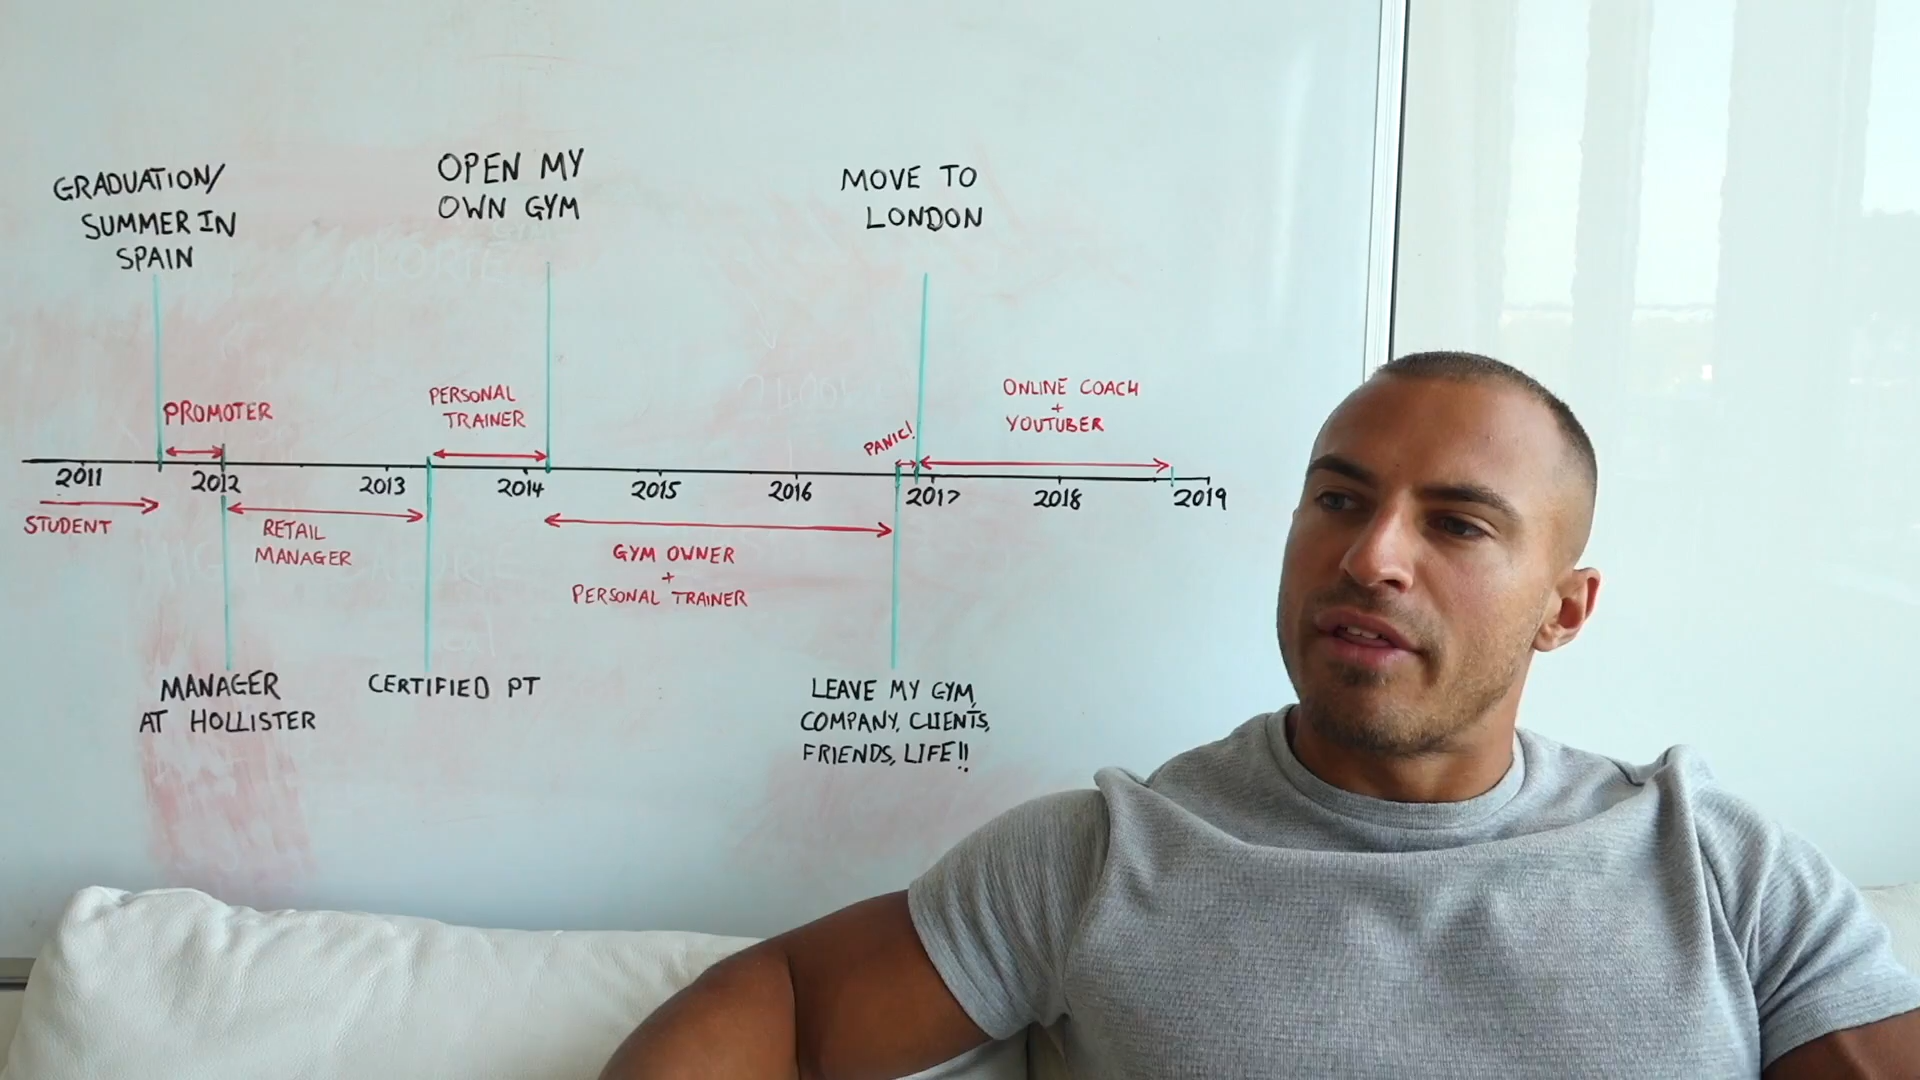 GRADUATION/
SUMMER IN
SPAIN
OPEN MY
OWN GYM
MOVE TO
LONDON
PROMOTER
PERSONAL
TRAINER
PANIC!
ONLINE COACH
+
YOUTUBER
2011
2012
2013
2014
2015
2016
2017
2018
2019
STUDENT
RETAIL
MANAGER
GYM OWNER
+
PERSONAL TRAINER
MANAGER
AT HOLLISTER
CERTIFIED PT
LEAVE MY GYM,
COMPANY, CLIENTS,
FRIENDS, LIFE!!